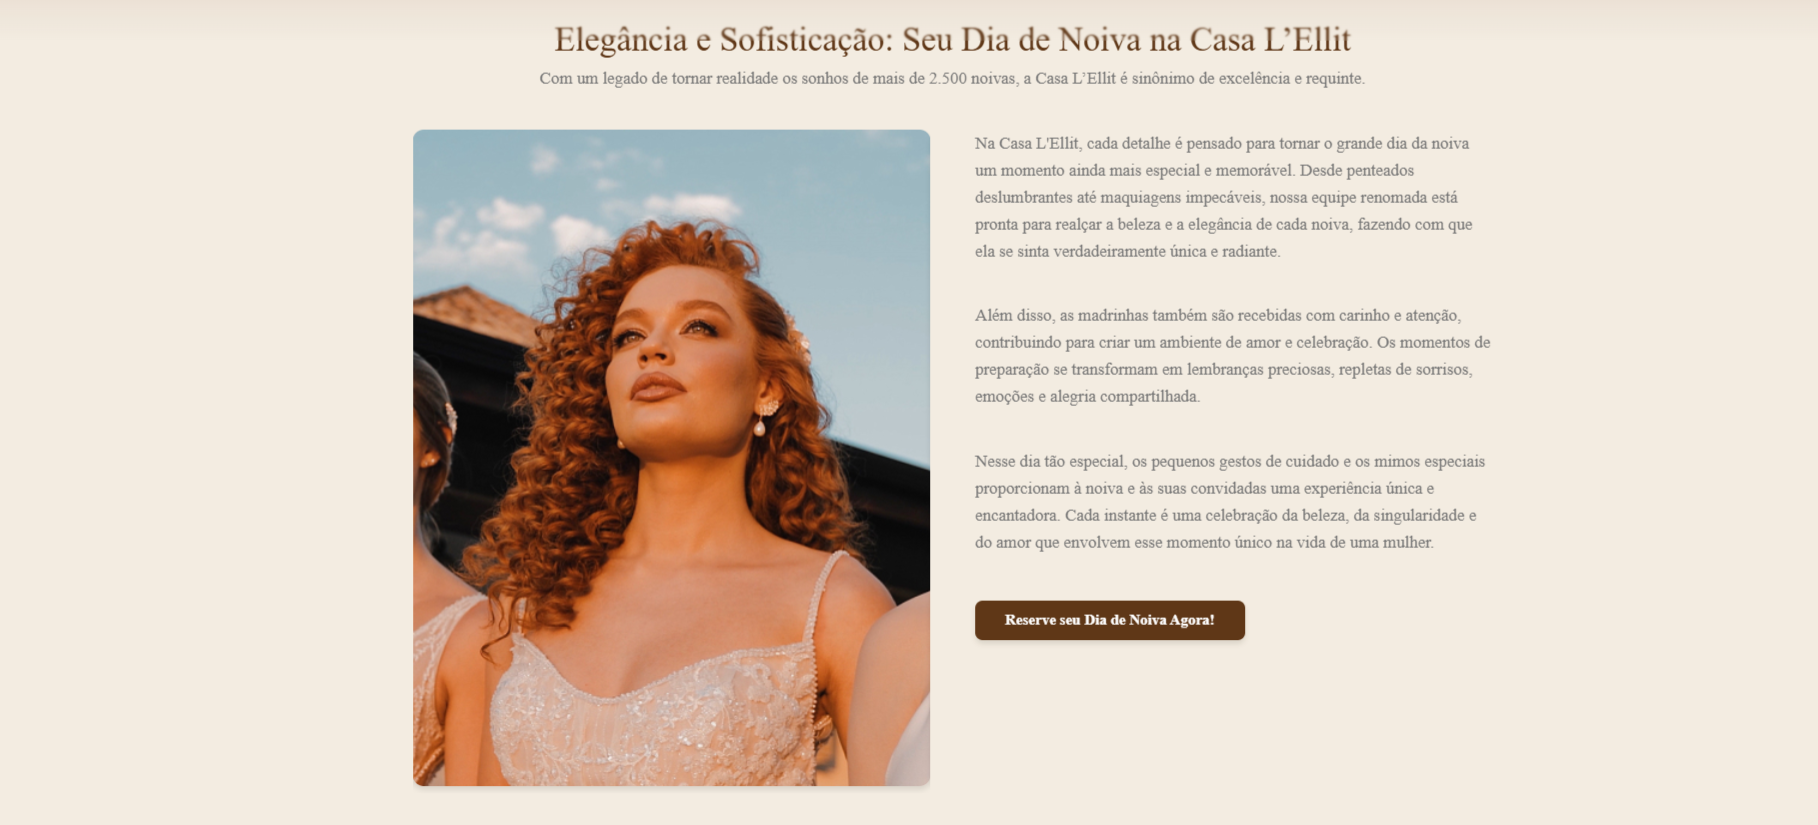 Elegância e Sofisticação: Seu Dia de Noiva na Casa L’Ellit
Com um legado de tornar realidade os sonhos de mais de 2.500 noivas, a Casa L’Ellit é sinônimo de excelência e requinte.
Na Casa L'Ellit, cada detalhe é pensado para tornar o grande dia da noiva
um momento ainda mais especial e memorável. Desde penteados
deslumbrantes até maquiagens impecáveis, nossa equipe renomada está
pronta para realçar a beleza e a elegância de cada noiva, fazendo com que
ela se sinta verdadeiramente única e radiante.
Além disso, as madrinhas também são recebidas com carinho e atenção,
contribuindo para criar um ambiente de amor e celebração. Os momentos de
preparação se transformam em lembranças preciosas, repletas de sorrisos,
emoções e alegria compartilhada.
Nesse dia tão especial, os pequenos gestos de cuidado e os mimos especiais
proporcionam à noiva e às suas convidadas uma experiência única e
encantadora. Cada instante é uma celebração da beleza, da singularidade e
do amor que envolvem esse momento único na vida de uma mulher.
Reserve seu Dia de Noiva Agora!